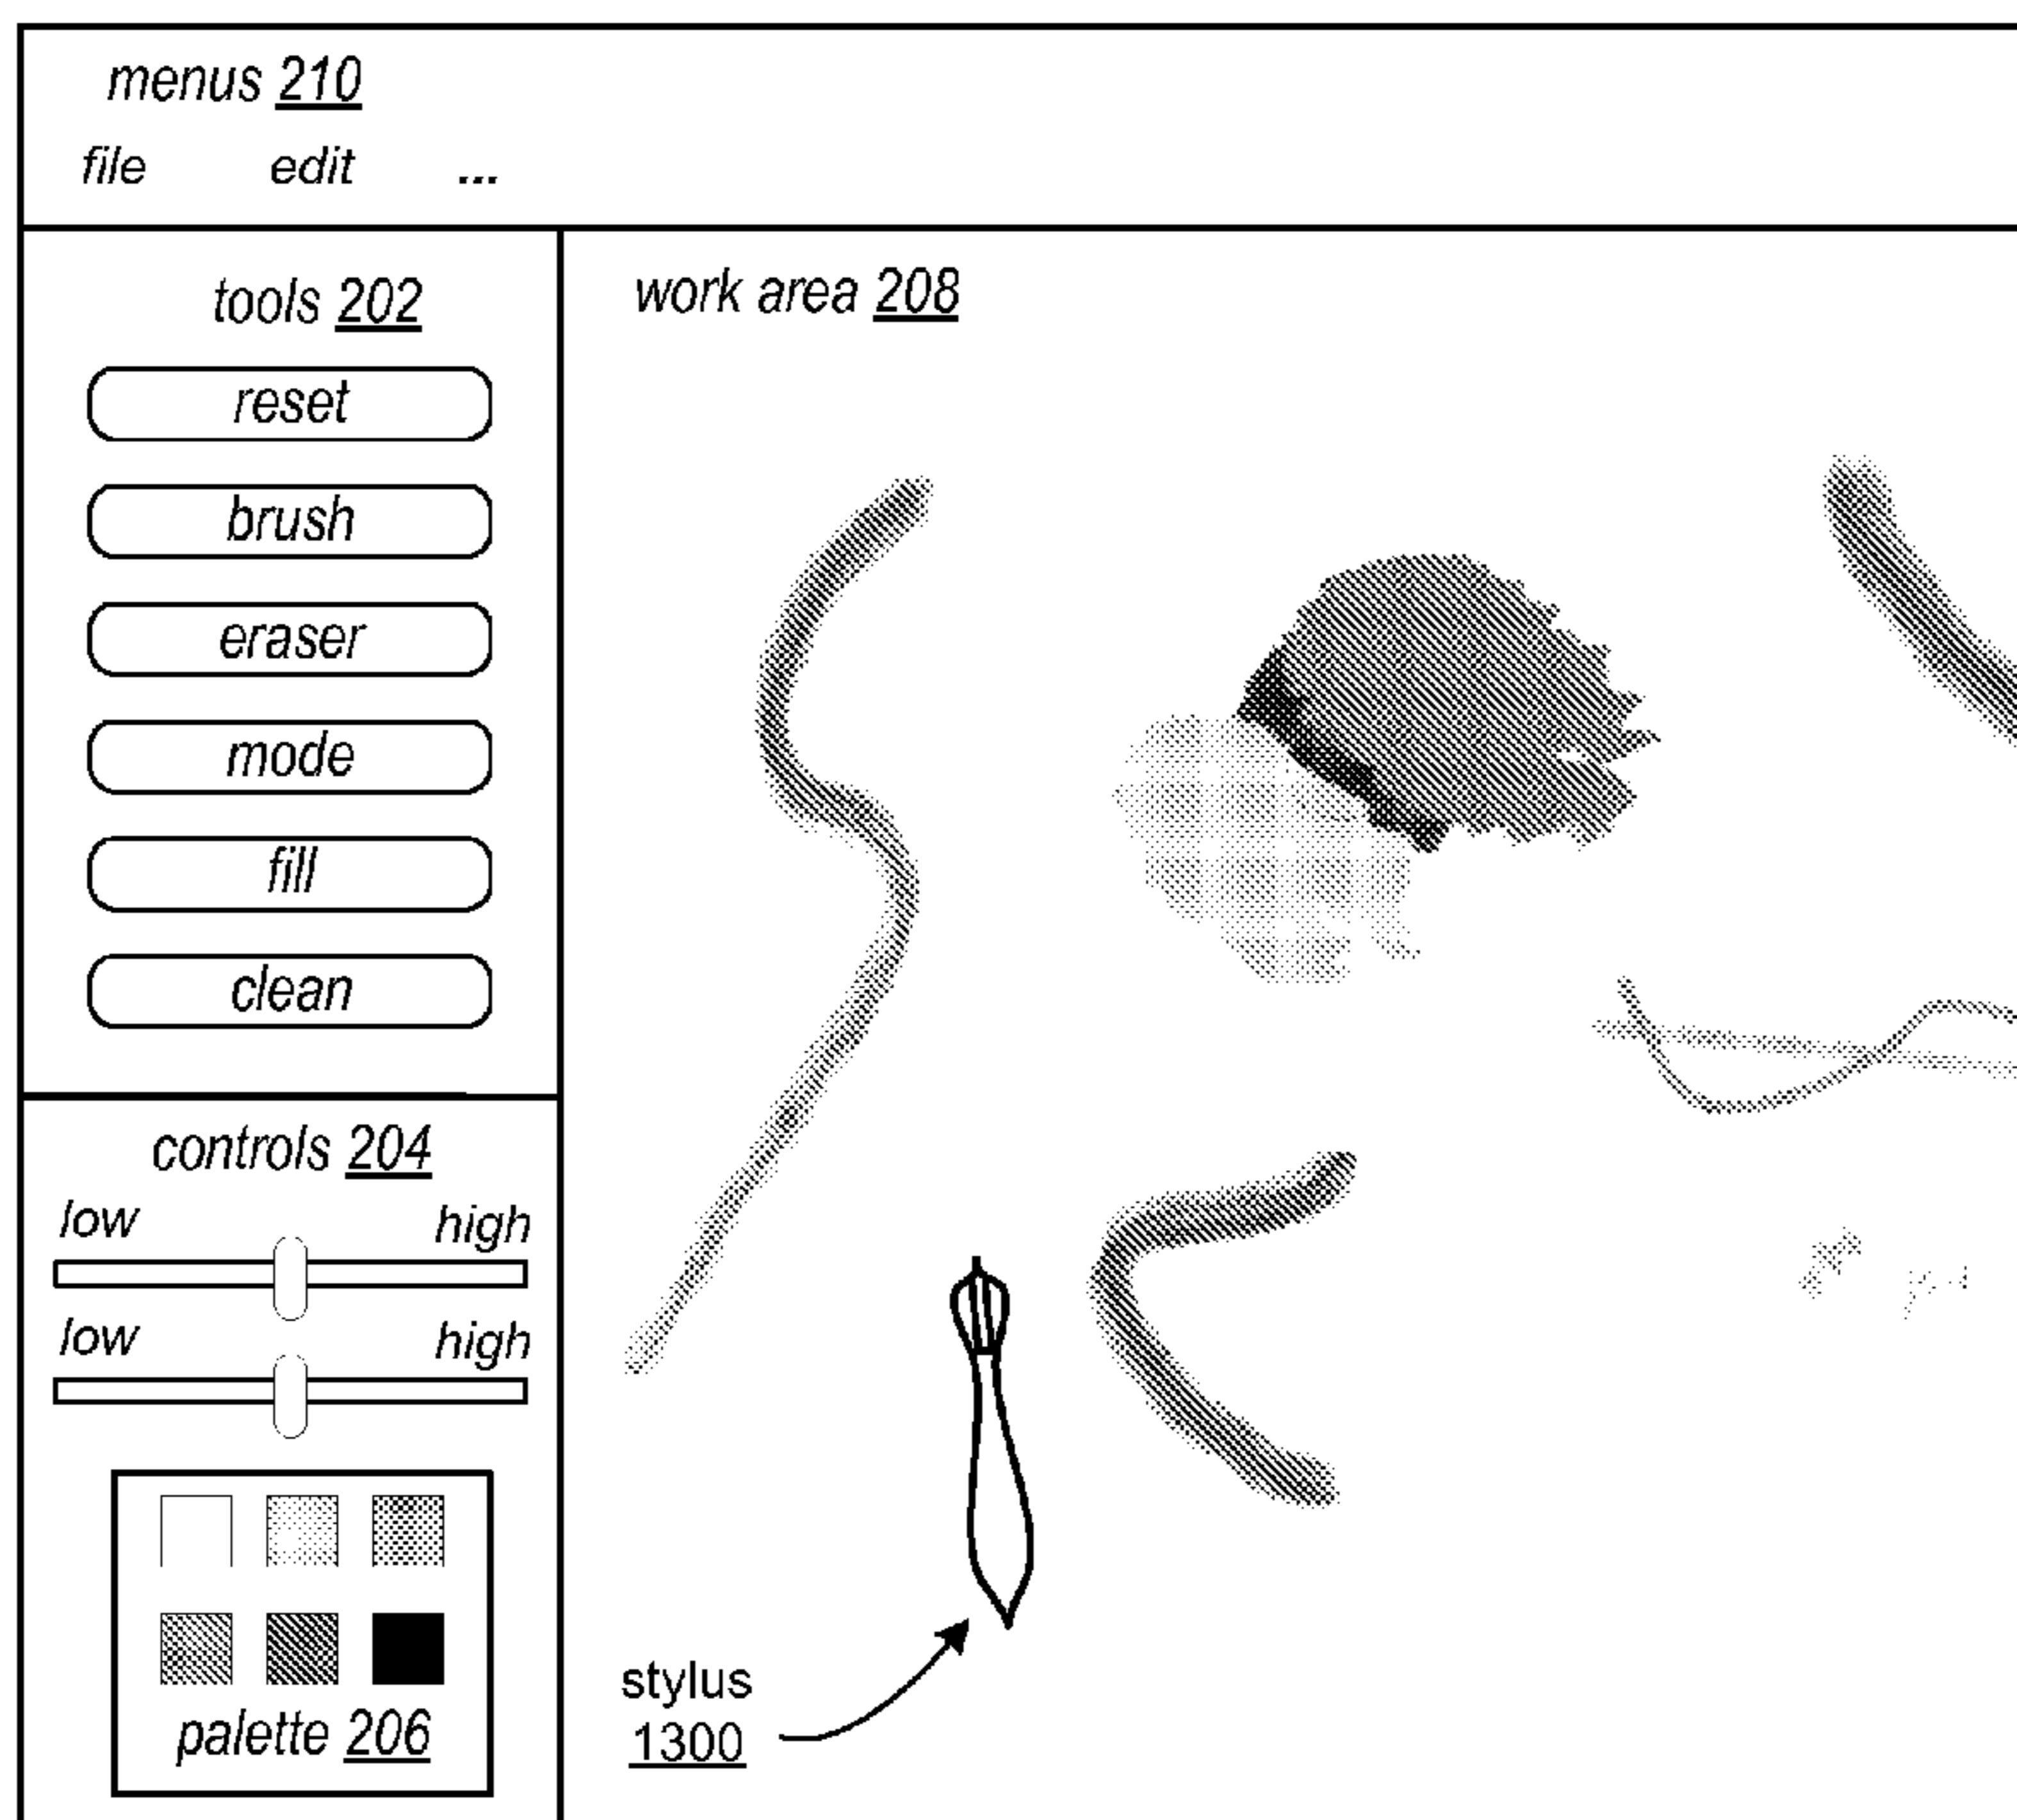 menus 210
file edit ...
tools 202
reset
brush
eraser
mode
fill
clean
controls 204
low high
low high
palette 206
work area 208
stylus
1300